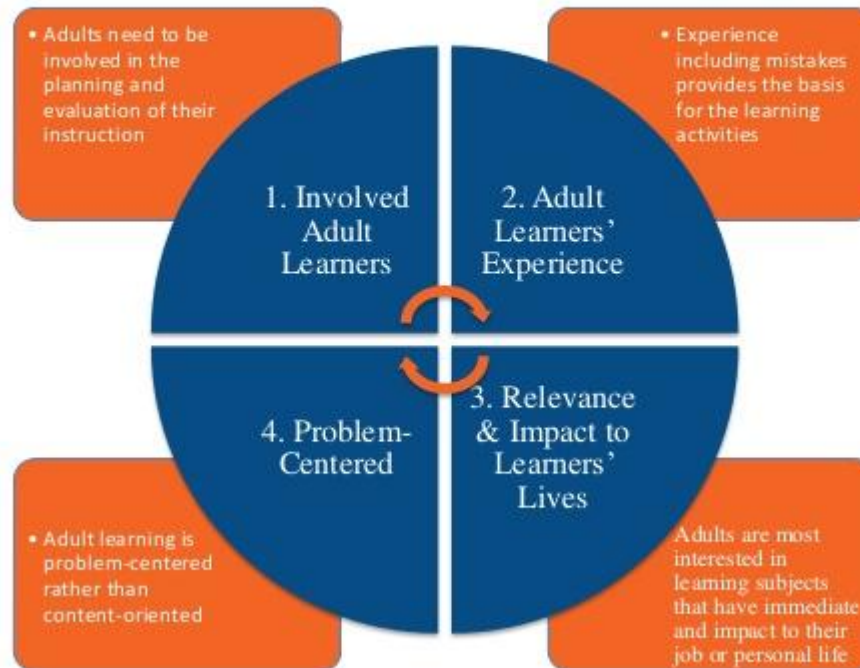 • Adults need to be
involved in the
planning and
evaluation of their
instruction
• Experience
including mistakes
provides the basis
for the learning
activities
1. Involved
Adult
Learners
2. Adult
Learners’
Experience
4. Problem-
Centered
3. Relevance
& Impact to
Learners’
Lives
• Adult learning is
problem-centered
rather than
content-oriented
Adults are most
interested in
learning subjects
that have immediate
and impact to their
job or personal life